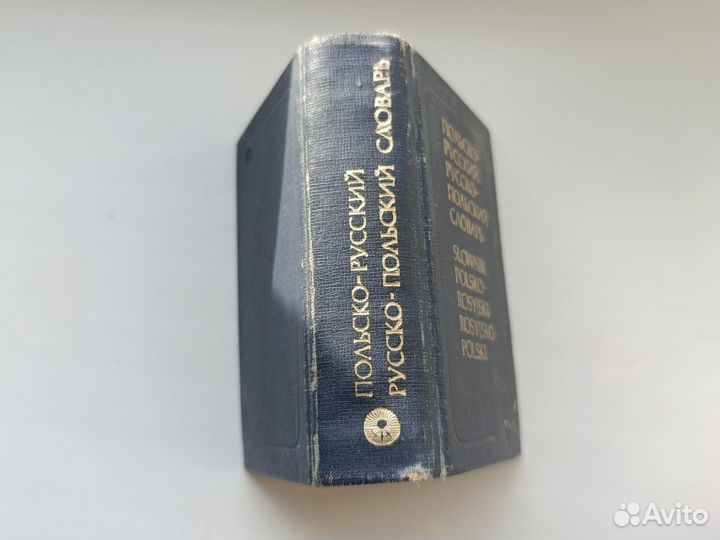 ПОЛЬСКО-РУССКИЙ
РУССКО-ПОЛЬСКИЙ СЛОВАРЬ
ПОЛЬСКО-
РУССКИЙ
РУССКО-
ПОЛЬСКИЙ
СЛОВАРЬ
SŁOWNIK
POLSKO-
ROSYJSKI
ROSYJSKO-
POLSKI
Avito